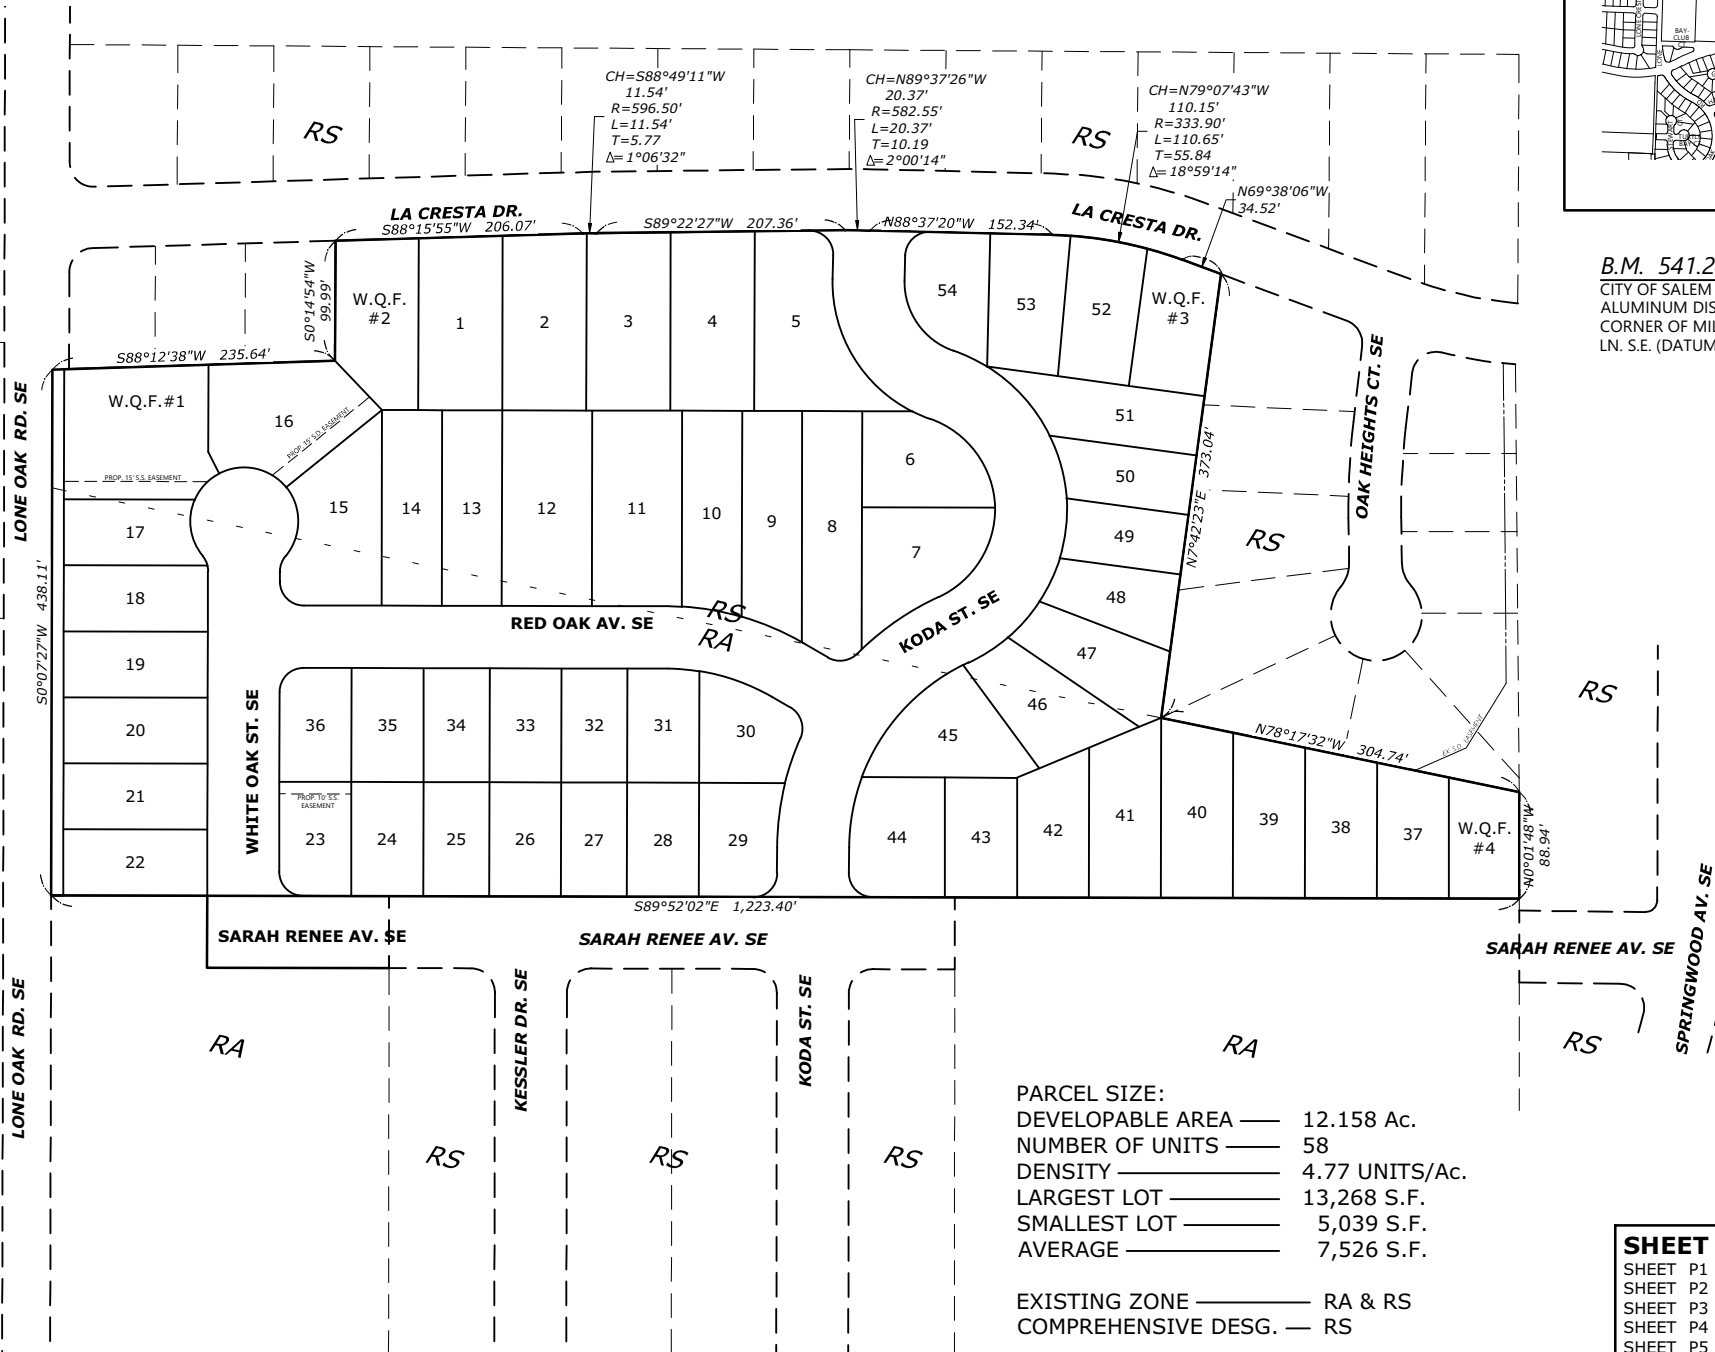 CH=S88°49'11"W
11.54'
R=596.50'
L=11.54'
T=5.77
Δ=1°06'32"
CH=N89°37'26"W
20.37'
R=582.55'
L=20.37'
T=10.19
Δ=2°00'14"
CH=N79°07'43"W
110.15'
R=333.90'
L=110.65'
T=55.84
Δ=18°59'14"
N69°38'06"W
34.52'
RS
RS
BAY-
CLUB
CT
LONE
LA CRESTA DR.
S88°15'55"W 206.07'
S89°22'27"W 207.36'
N88°37'20"W 152.34'
LA CRESTA DR.
B.M. 541.2
CITY OF SALEM
ALUMINUM DIS
CORNER OF MIL
LN. S.E. (DATUM
S0°14'54"W
99.99'
W.Q.F.
#2
1
2
3
4
5
54
53
52
W.Q.F.
#3
S88°12'38"W 235.64'
LONE OAK RD. SE
W.Q.F.#1
16
PROP. 15' S.D. EASEMENT
PROP. 15' S.S. EASEMENT
OAK HEIGHTS CT. SE
51
50
49
48
47
46
45
N7°42'23"E 373.04'
RS
6
7
15
14
13
12
11
10
9
8
17
18
19
20
21
22
S0°07'27"W 438.11'
RED OAK AV. SE
RS
RA
KODA ST. SE
WHITE OAK ST. SE
36
35
34
33
32
31
30
PROP. 10' S.S.
EASEMENT
23
24
25
26
27
28
29
44
43
42
41
40
39
38
37
W.Q.F.
#4
N78°17'32"W 304.74'
EX. S.D. EASEMENT
RS
N0°01'48"W
88.94'
S89°52'02"E 1,223.40'
SARAH RENEE AV. SE
SARAH RENEE AV. SE
SARAH RENEE AV. SE
SPRINGWOOD AV. SE
LONE OAK RD. SE
KESSLER DR. SE
KODA ST. SE
RA
RA
RS
RS
RS
RS
PARCEL SIZE:
DEVELOPABLE AREA 12.158 Ac.
NUMBER OF UNITS 58
DENSITY 4.77 UNITS/Ac.
LARGEST LOT 13,268 S.F.
SMALLEST LOT 5,039 S.F.
AVERAGE 7,526 S.F.
EXISTING ZONE RA & RS
COMPREHENSIVE DESG. RS
SHEET
SHEET P1
SHEET P2
SHEET P3
SHEET P4
SHEET P5